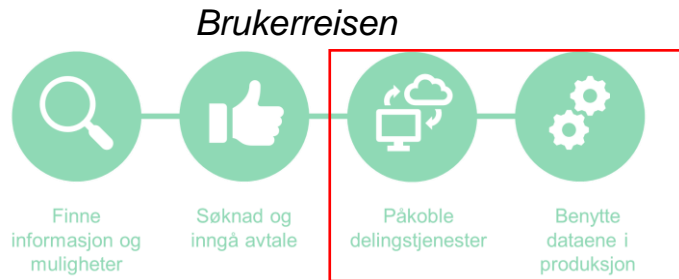 Brukerreisen
Finne
informasjon og
muligheter
Søknad og
inngå avtale
Påkoble
delingstjenester
Benytte
dataene i
produksjon